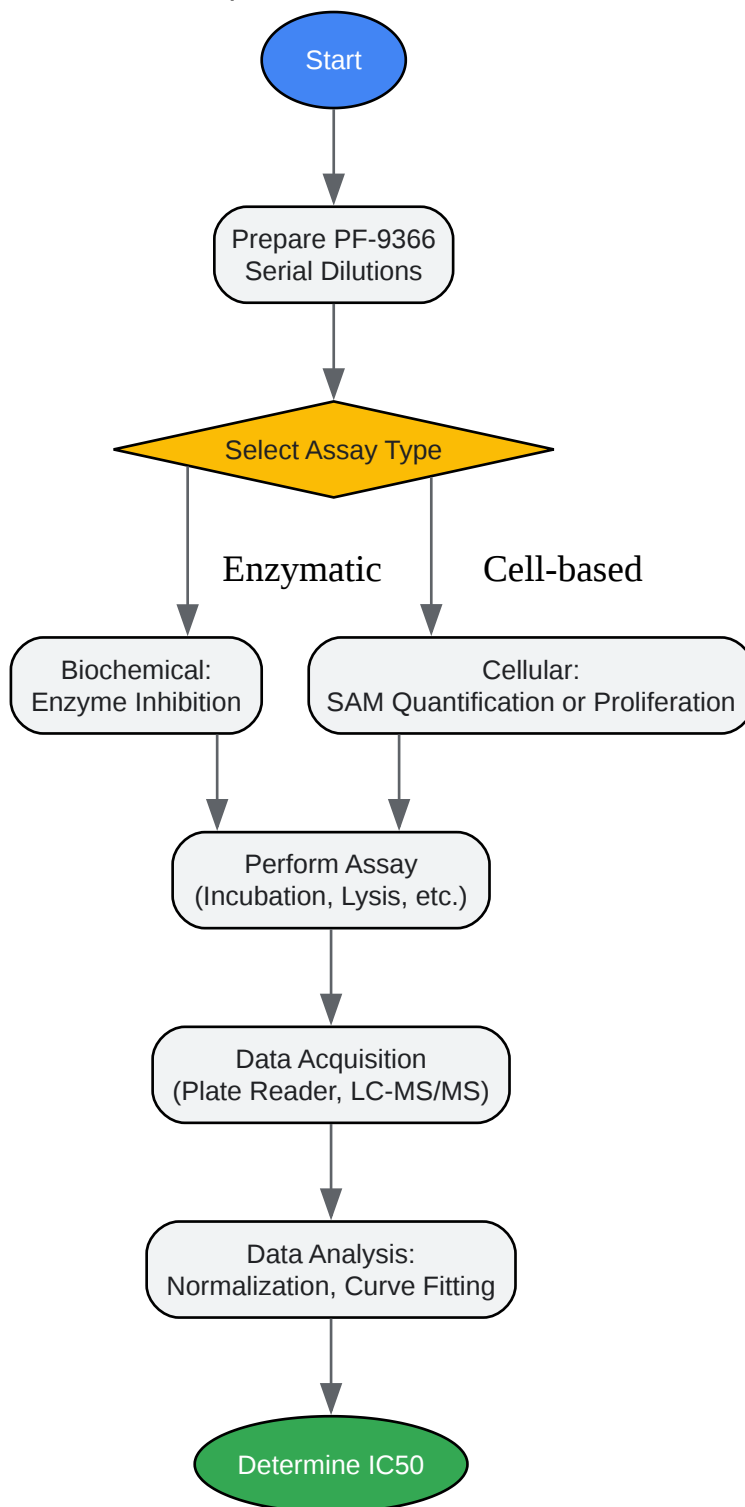 Start
Prepare PF-9366
Serial Dilutions
Select Assay Type
Enzymatic
Cell-based
Biochemical:
Enzyme Inhibition
Cellular:
SAM Quantification or Proliferation
Perform Assay
(Incubation, Lysis, etc.)
Data Acquisition
(Plate Reader, LC-MS/MS)
Data Analysis:
Normalization, Curve Fitting
Determine IC50